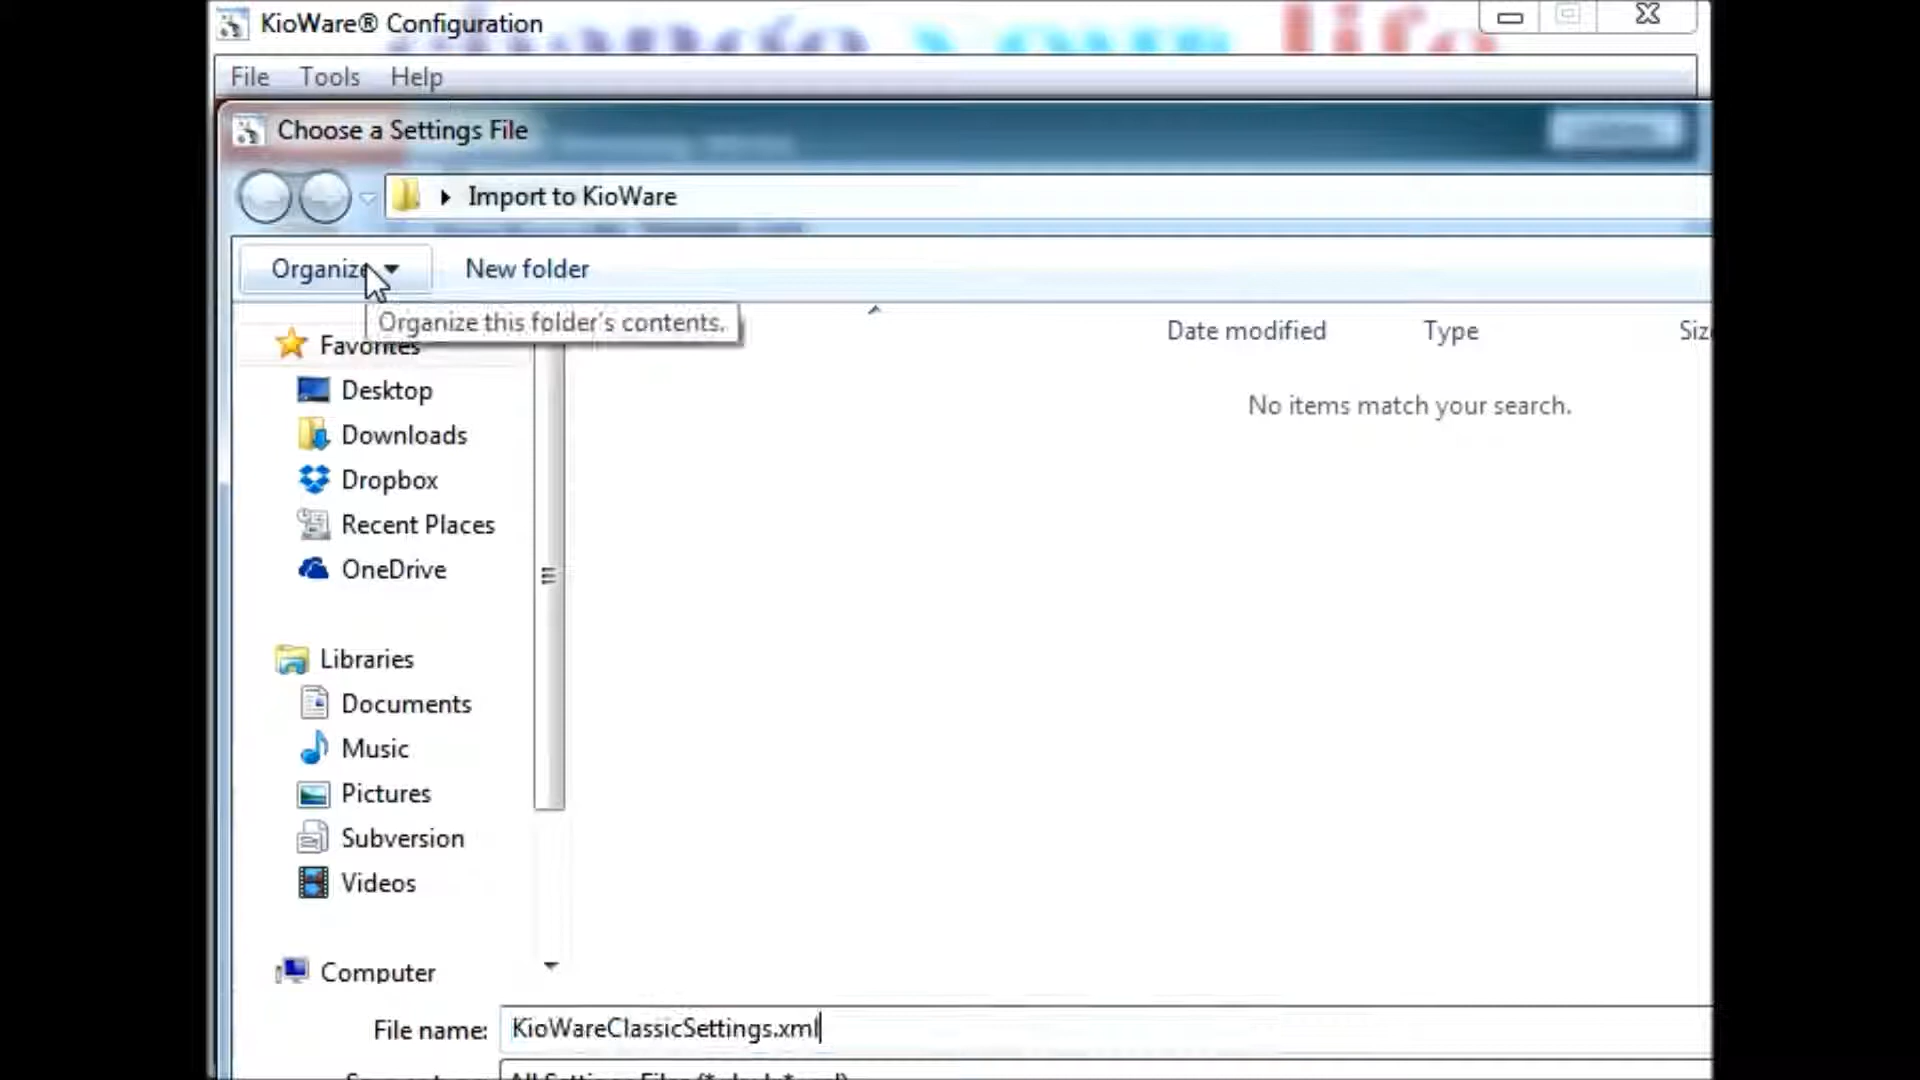 KioWare® Configuration
File Tools Help
Choose a Settings File
Import to KioWare
Organize New folder
Organize this folder's contents.
Date modified Type Siz
Favorites
No items match your search.
Desktop
Downloads
Dropbox
Recent Places
OneDrive
Libraries
Documents
Music
Pictures
Subversion
Videos
Computer
File name: KioWareClassicSettings.xml